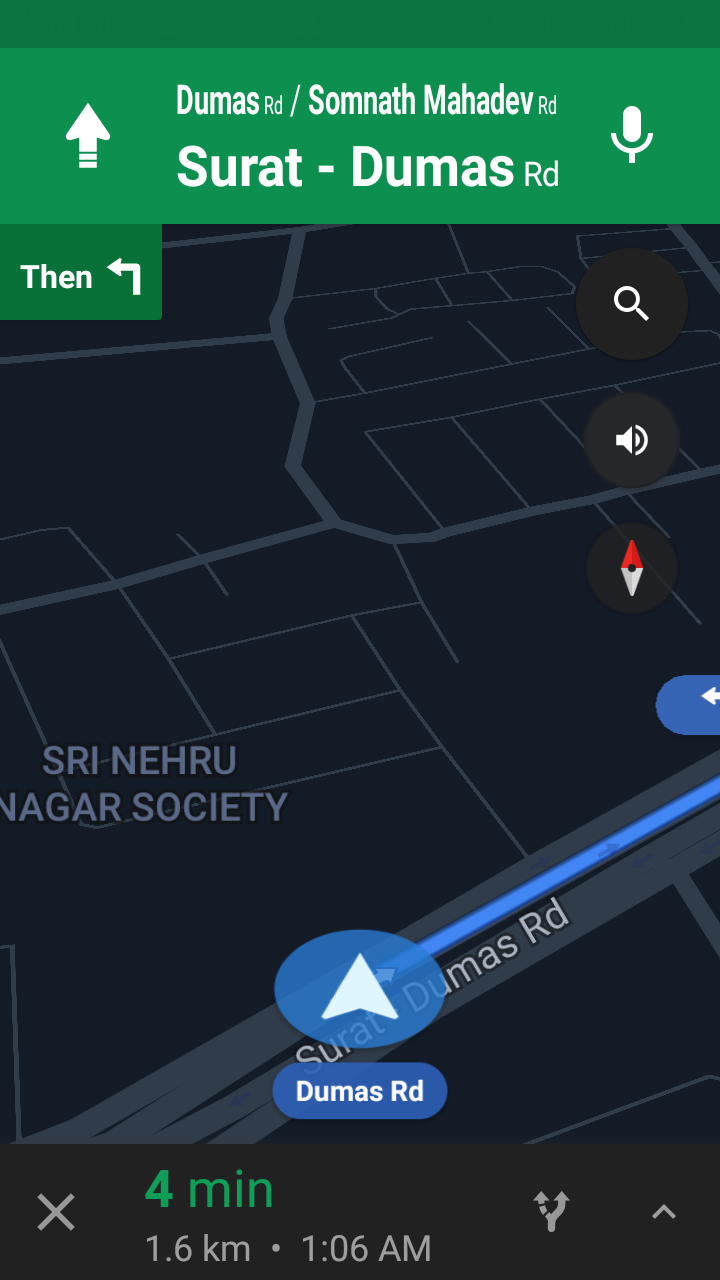 Dumas Rd / Somnath Mahadev Rd
Surat - Dumas Rd
Then
SRI NEHRU
NAGAR SOCIETY
Surat - Dumas Rd
Dumas Rd
4 min
1.6 km • 1:06 AM